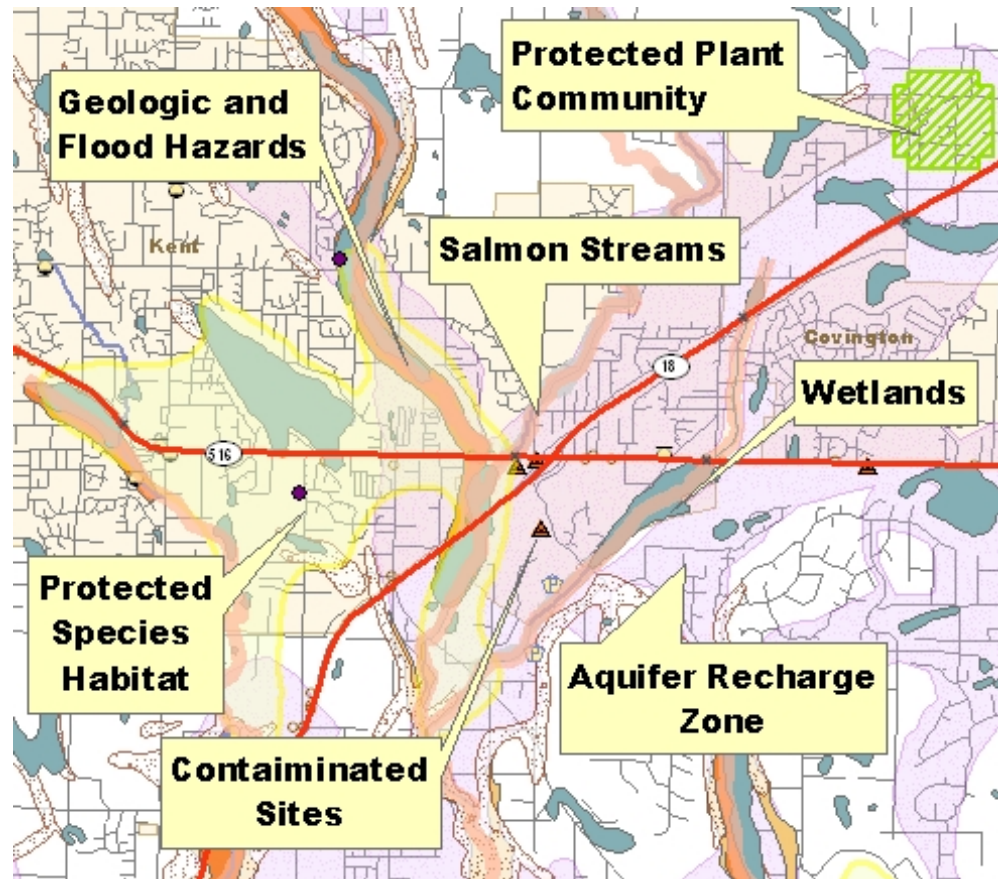 Protected Plant
Community
Geologic and
Flood Hazards
Kent
Salmon Streams
Covington
18
Wetlands
516
Protected
Species
Habitat
P
P
Aquifer Recharge
Zone
Contaiminated
Sites